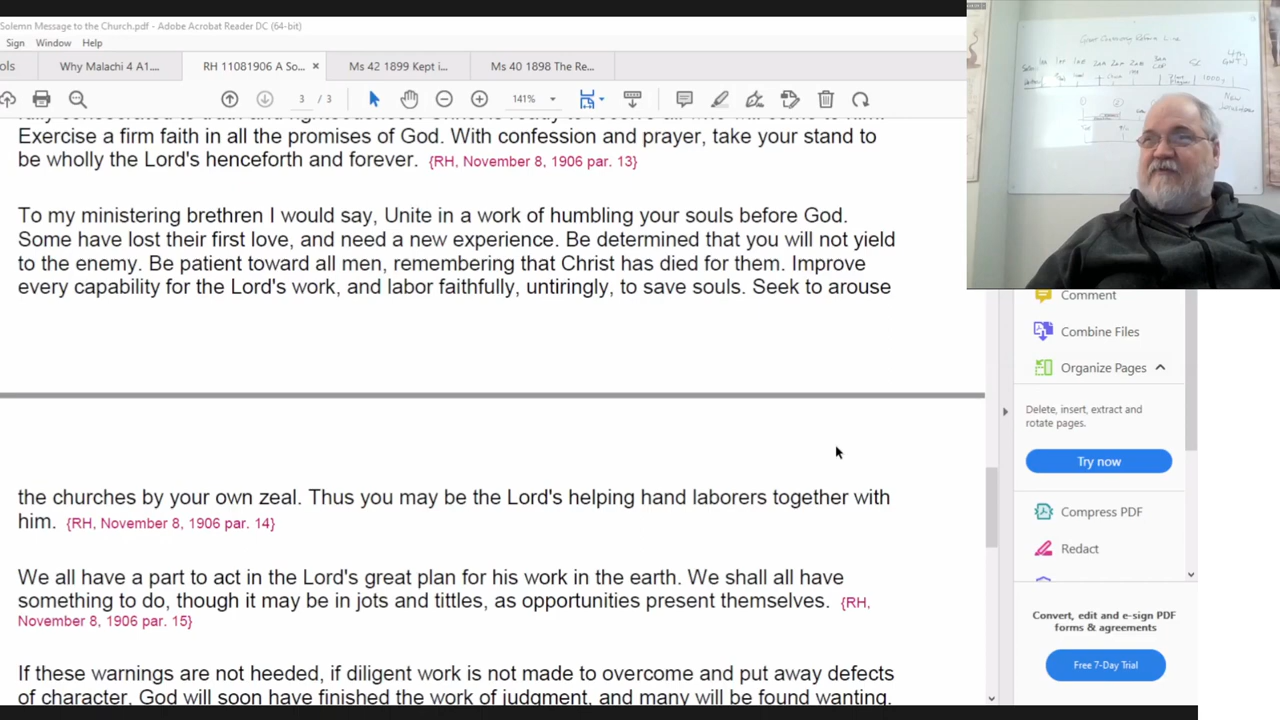 Solemn Message to the Church.pdf - Adobe Acrobat Reader DC (64-bit)
Sign Window Help
ols Why Malachi 4 A1... RH 11081906 A So... × Ms 42 1899 Kept i... Ms 40 1898 The Re...
3 / 3 141%
Exercise a firm faith in all the promises of God. With confession and prayer, take your stand to
be wholly the Lord's henceforth and forever. {RH, November 8, 1906 par. 13}
To my ministering brethren I would say, Unite in a work of humbling your souls before God.
Some have lost their first love, and need a new experience. Be determined that you will not yield
to the enemy. Be patient toward all men, remembering that Christ has died for them. Improve
every capability for the Lord's work, and labor faithfully, untiringly, to save souls. Seek to arouse
the churches by your own zeal. Thus you may be the Lord's helping hand laborers together with
him. {RH, November 8, 1906 par. 14}
We all have a part to act in the Lord's great plan for his work in the earth. We shall all have
something to do, though it may be in jots and tittles, as opportunities present themselves. {RH,
November 8, 1906 par. 15}
If these warnings are not heeded, if diligent work is not made to overcome and put away defects
of character, God will soon have finished the work of judgment, and many will be found wanting.
Reform Line
Comment
Combine Files
Organize Pages
Delete, insert, extract and
rotate pages.
Try now
Compress PDF
Redact
Convert, edit and e-sign PDF
forms & agreements
Free 7-Day Trial